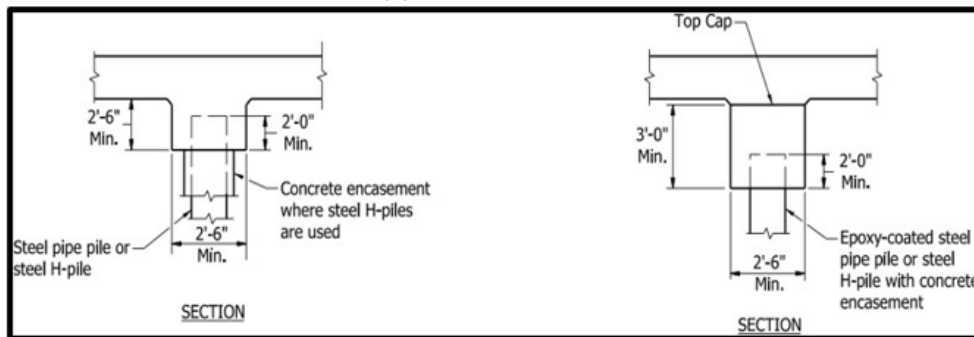 2'-6"
Min.
2'-0"
Min.
Concrete encasement
where steel H-piles
are used
Steel pipe pile or
steel H-pile
2'-6"
Min.
SECTION
Top Cap
3'-0"
Min.
2'-0"
Min.
Epoxy-coated steel
pipe pile or steel
H-pile with concrete
encasement
2'-6"
Min.
SECTION